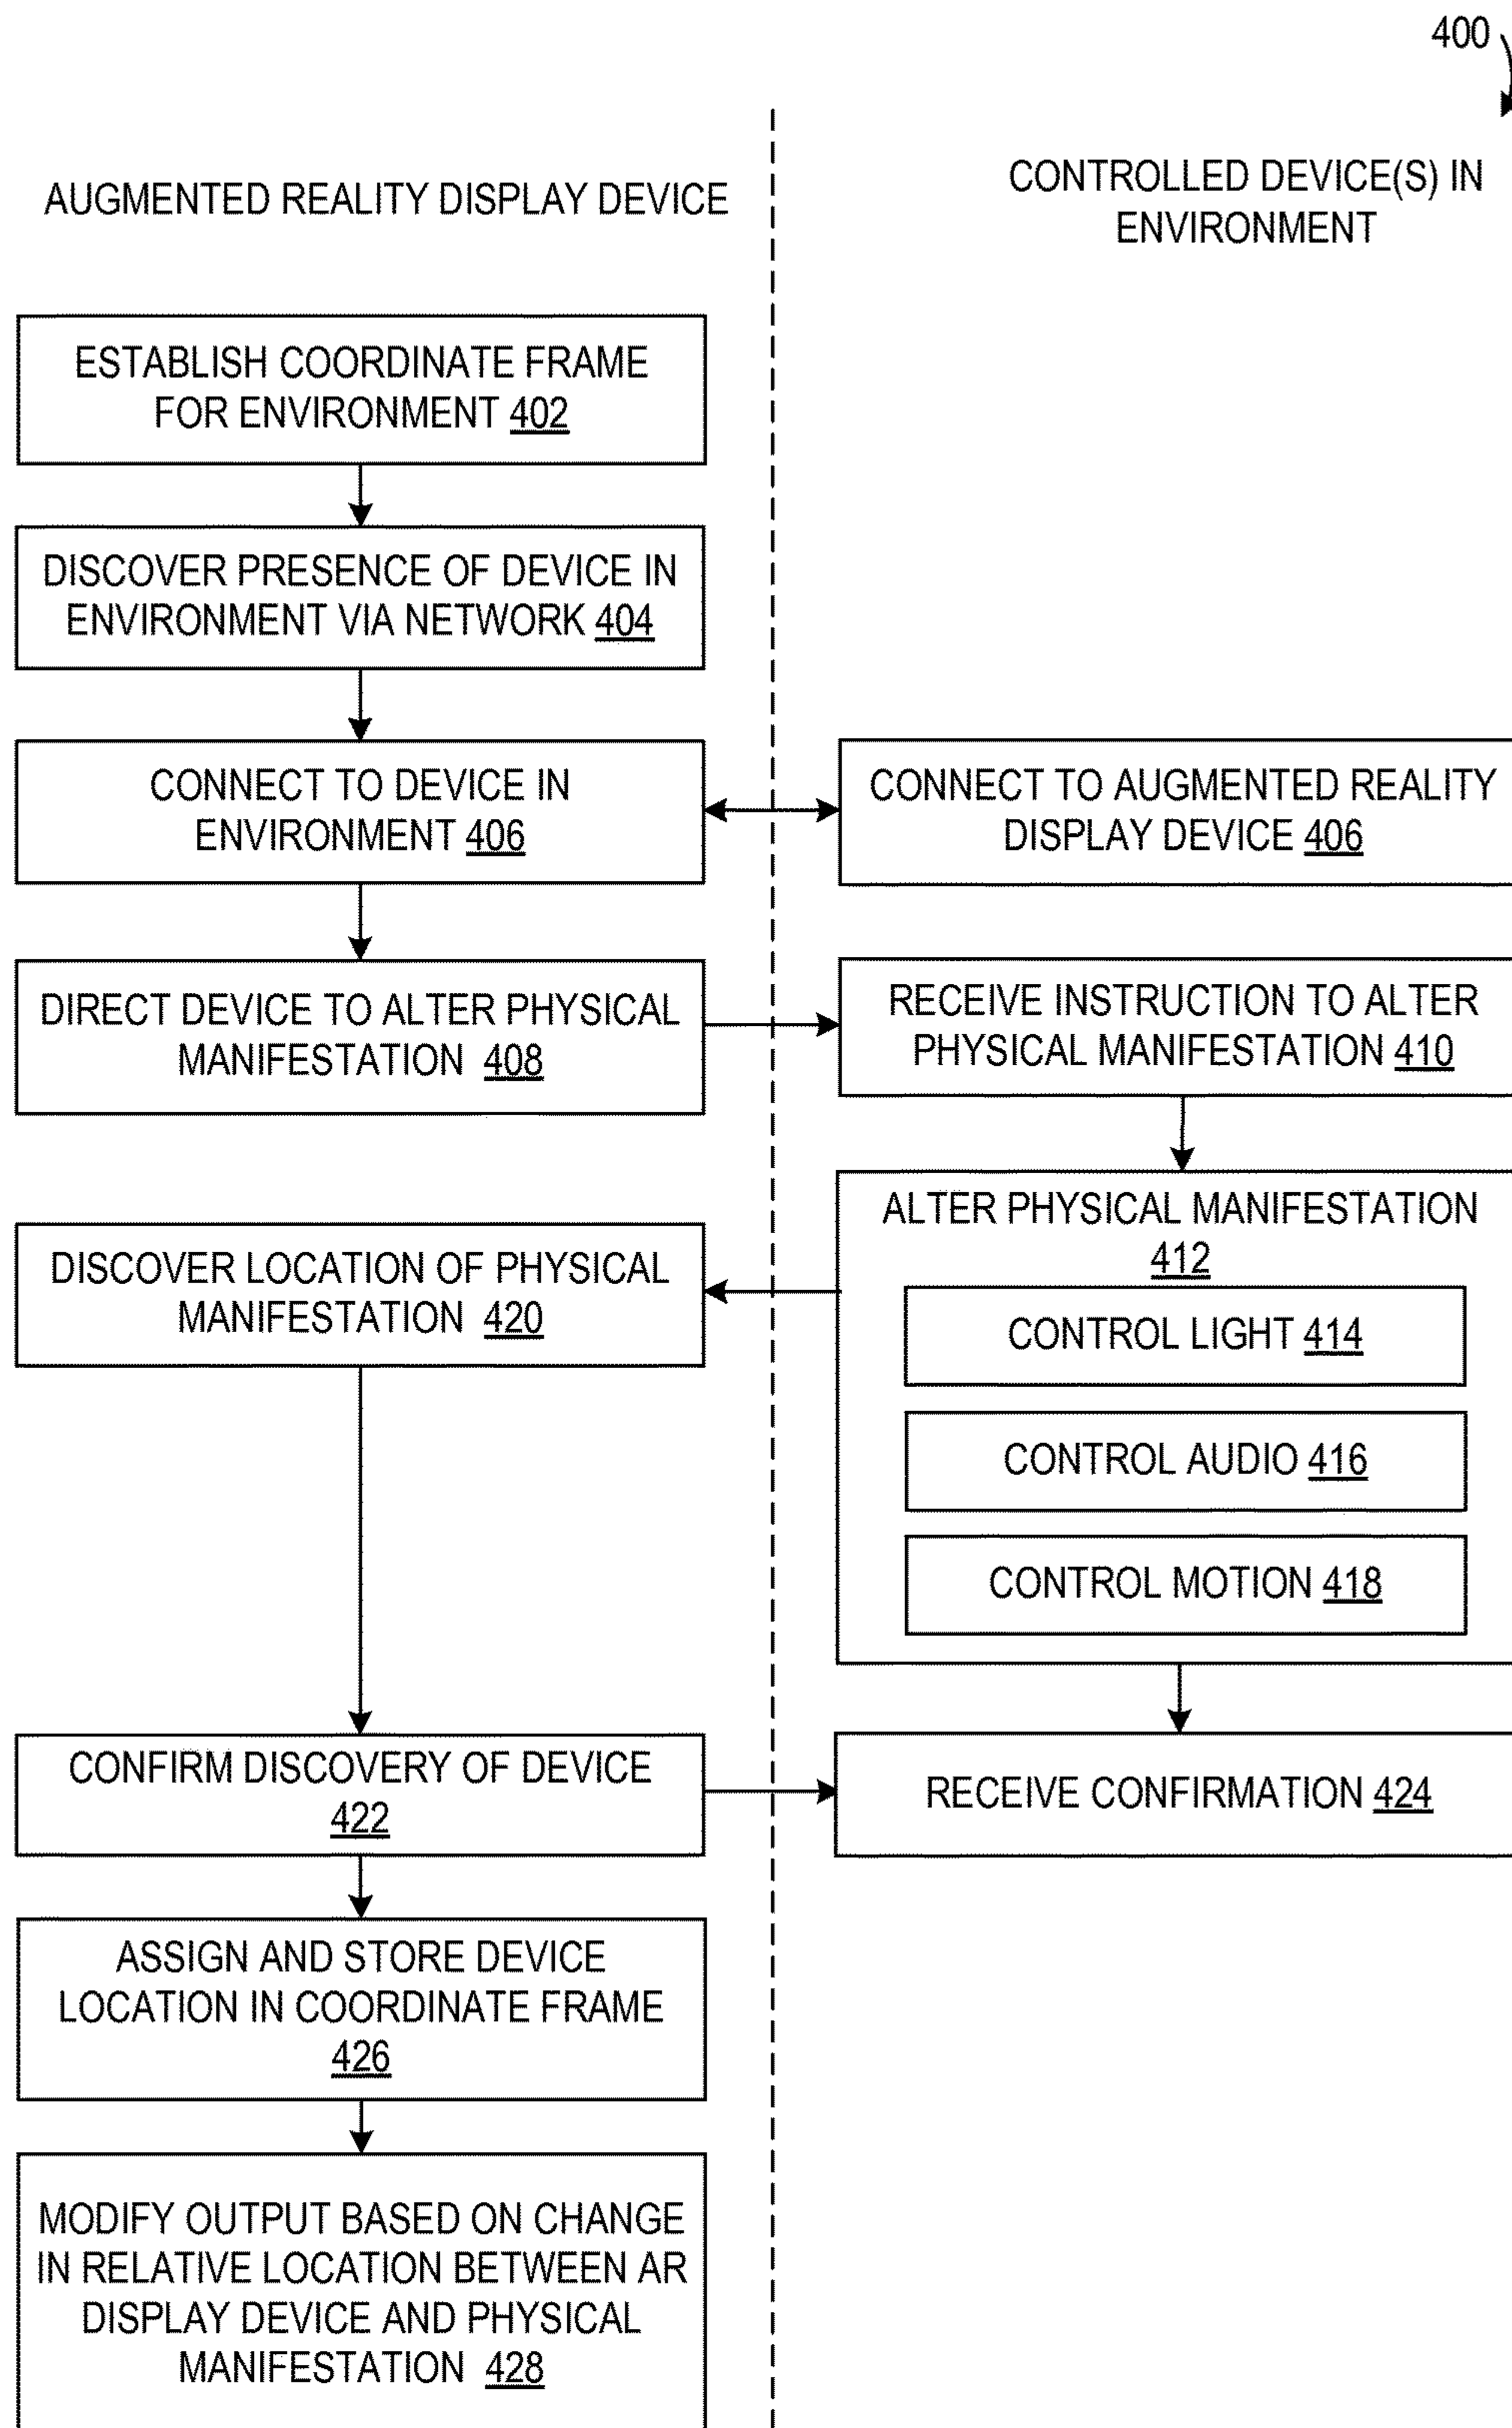 400
AUGMENTED REALITY DISPLAY DEVICE
CONTROLLED DEVICE(S) IN
ENVIRONMENT
ESTABLISH COORDINATE FRAME
FOR ENVIRONMENT 402
DISCOVER PRESENCE OF DEVICE IN
ENVIRONMENT VIA NETWORK 404
CONNECT TO DEVICE IN
ENVIRONMENT 406
CONNECT TO AUGMENTED REALITY
DISPLAY DEVICE 406
DIRECT DEVICE TO ALTER PHYSICAL
MANIFESTATION 408
RECEIVE INSTRUCTION TO ALTER
PHYSICAL MANIFESTATION 410
ALTER PHYSICAL MANIFESTATION
412
CONTROL LIGHT 414
CONTROL AUDIO 416
CONTROL MOTION 418
DISCOVER LOCATION OF PHYSICAL
MANIFESTATION 420
CONFIRM DISCOVERY OF DEVICE
422
RECEIVE CONFIRMATION 424
ASSIGN AND STORE DEVICE
LOCATION IN COORDINATE FRAME
426
MODIFY OUTPUT BASED ON CHANGE
IN RELATIVE LOCATION BETWEEN AR
DISPLAY DEVICE AND PHYSICAL
MANIFESTATION 428